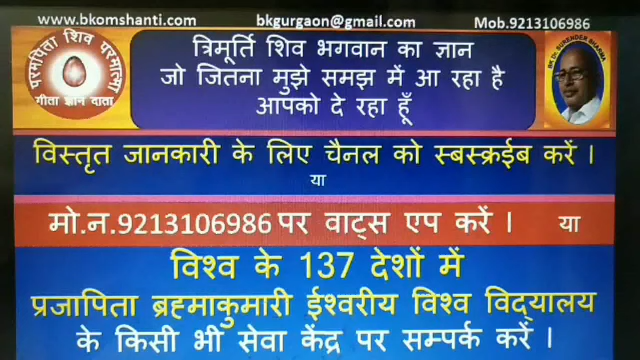 www.bkomshanti.com bkgurgaon@gmail.com Mob.9213106986
परमपिता शिव परमात्मा
गीता ज्ञान दाता
त्रिमूर्ति शिव भगवान का ज्ञान
जो जितना मुझे समझ में आ रहा है
आपको दे रहा हूँ
BK Dr. SURENDER SHARMA
विस्तृत जानकारी के लिए चैनल को स्बस्क्रईब करें ।
या
मो.न.9213106986 पर वाट्स एप करें । या
विश्व के 137 देशों में
प्रजापिता ब्रह्माकुमारी ईश्वरीय विश्व विद्यालय
के किसी भी सेवा केंद्र पर सम्पर्क करें ।